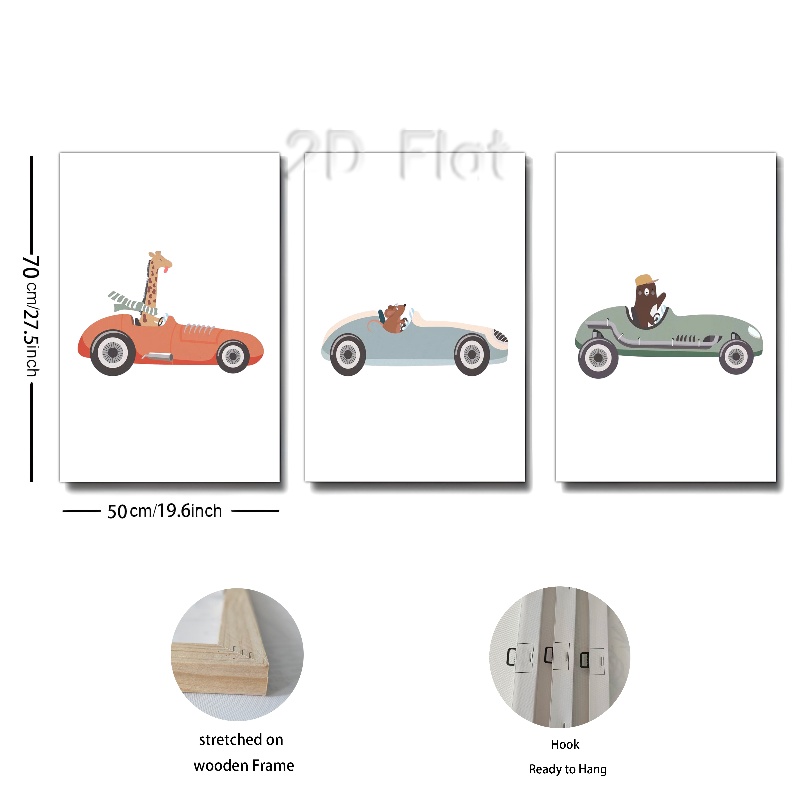 2D Flat
70 cm/27.5inch
50cm/19.6inch
stretched on
wooden Frame
Hook
Ready to Hang